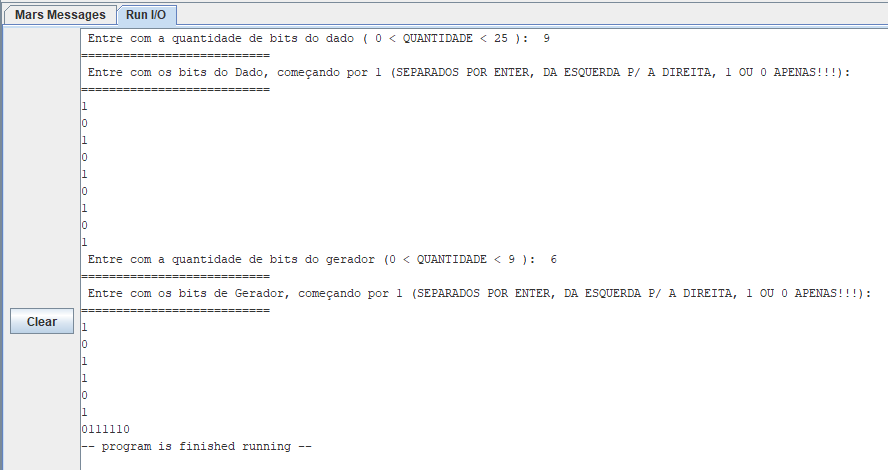 Mars Messages Run I/O
Entre com a quantidade de bits do dado ( 0 < QUANTIDADE < 25 ): 9
===========================
Entre com os bits do Dado, começando por 1 (SEPARADOS POR ENTER, DA ESQUERDA P/ A DIREITA, 1 OU 0 APENAS!!!):
===========================
1
0
1
0
1
0
1
0
1
Entre com a quantidade de bits do gerador (0 < QUANTIDADE < 9 ): 6
===========================
Entre com os bits de Gerador, começando por 1 (SEPARADOS POR ENTER, DA ESQUERDA P/ A DIREITA, 1 OU 0 APENAS!!!):
===========================
Clear
1
0
1
1
0
1
0111110
-- program is finished running --